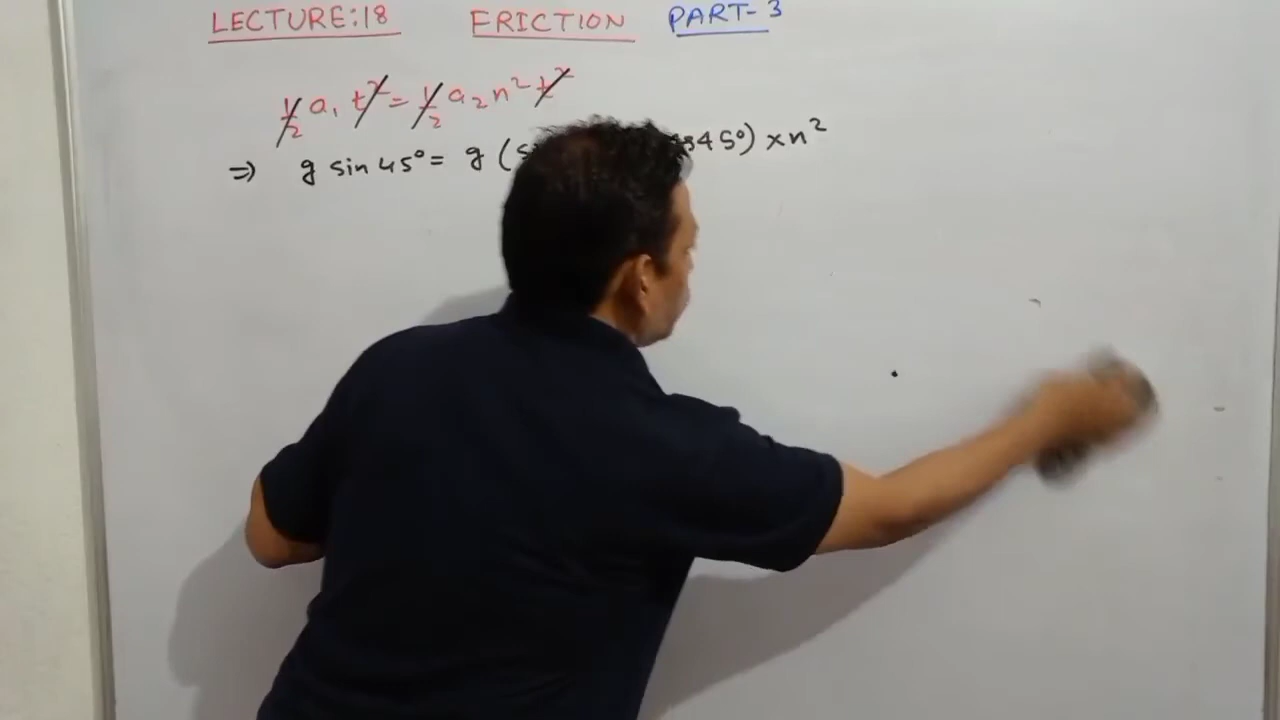 LECTURE:18 FRICTION PART-3
1/2 a₁ t² = 1/2 a₂ n² t²
⇒ g sin 45° = g ( 45°) × n²